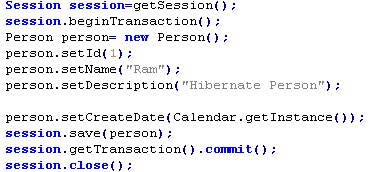 Session session=getSession();
session.beginTransaction();
Person person= new Person();
person.setId(1);
person.setName("Ram");
person.setDescription("Hibernate Person");
person.setCreateDate(Calendar.getInstance());
session.save(person);
session.getTransaction().commit();
session.close();